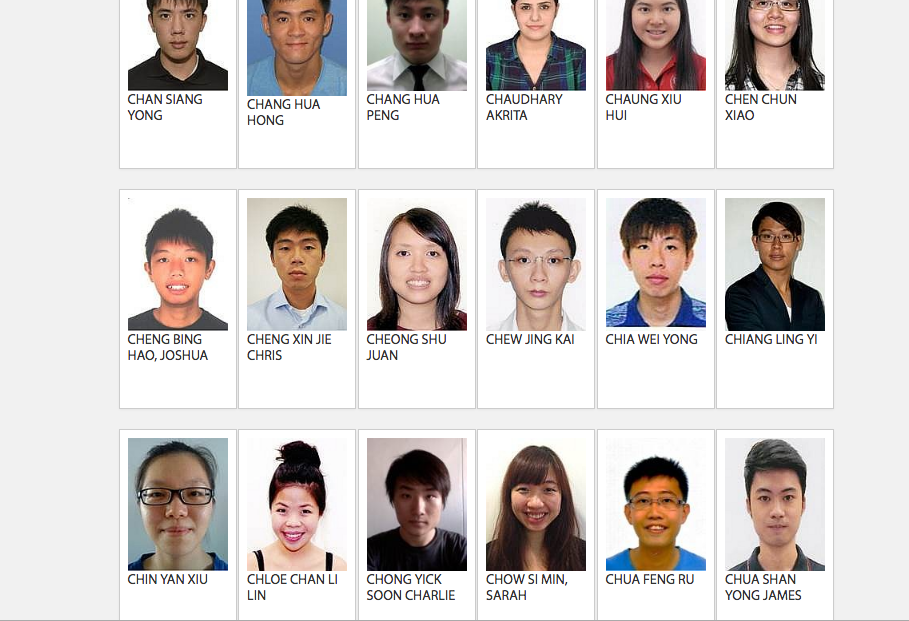 CHAN SIANG
YONG
CHANG HUA
HONG
CHANG HUA
PENG
CHAUDHARY
AKRITA
CHAUNG XIU
HUI
CHEN CHUN
XIAO
CHENG BING
HAO, JOSHUA
CHENG XIN JIE
CHRIS
CHEONG SHU
JUAN
CHEW JING KAI
CHIA WEI YONG
CHIANG LING YI
CHIN YAN XIU
CHLOE CHAN LI
LIN
CHONG YICK
SOON CHARLIE
CHOW SI MIN,
SARAH
CHUA FENG RU
CHUA SHAN
YONG JAMES